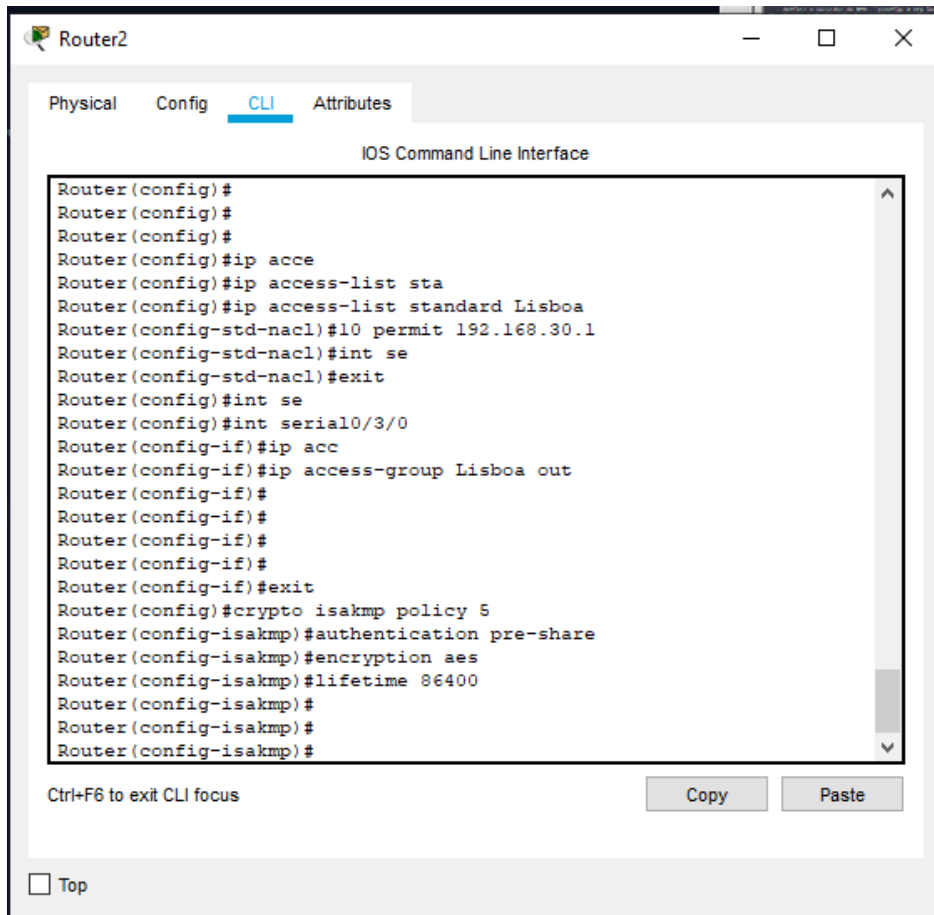 Router2
Physical Config CLI Attributes
IOS Command Line Interface
Router(config)#
Router(config)#
Router(config)#
Router(config)#ip acce
Router(config)#ip access-list sta
Router(config)#ip access-list standard Lisboa
Router(config-std-nacl)#10 permit 192.168.30.1
Router(config-std-nacl)#int se
Router(config-std-nacl)#exit
Router(config)#int se
Router(config)#int serial0/3/0
Router(config-if)#ip acc
Router(config-if)#ip access-group Lisboa out
Router(config-if)#
Router(config-if)#
Router(config-if)#
Router(config-if)#
Router(config-if)#exit
Router(config)#crypto isakmp policy 5
Router(config-isakmp)#authentication pre-share
Router(config-isakmp)#encryption aes
Router(config-isakmp)#lifetime 86400
Router(config-isakmp)#
Router(config-isakmp)#
Router(config-isakmp)#
Ctrl+F6 to exit CLI focus
Copy Paste
Top